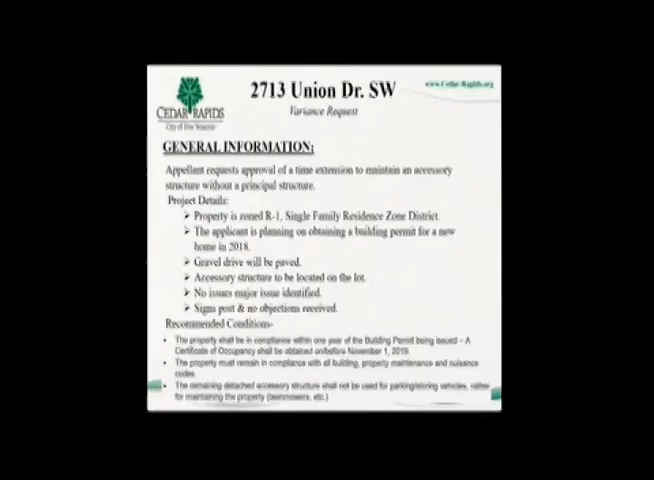 2713 Union Dr. SW
www.Cedar-Rapids.org
Variance Request
CEDAR RAPIDS
City of Five Seasons
GENERAL INFORMATION:
Appellant requests approval of a time extension to maintain an accessory
structure without a principal structure.
Project Details:
➢ Property is zoned R-1, Single Family Residence Zone District.
➢ The applicant is planning on obtaining a building permit for a new
home in 2018.
➢ Gravel drive will be paved.
➢ Accessory structure to be located on the lot.
➢ No issues major issue identified.
➢ Signs post & no objections received.
Recommended Conditions-
• The property shall be in compliance within one year of the Building Permit being issued – A
Certificate of Occupancy shall be obtained on/before November 1, 2019.
• The property must remain in compliance with all building, property maintenance and nuisance
codes.
• The remaining detached accessory structure shall not be used for parking/storing vehicles, rather
for maintaining the property (lawnmowers, etc.)